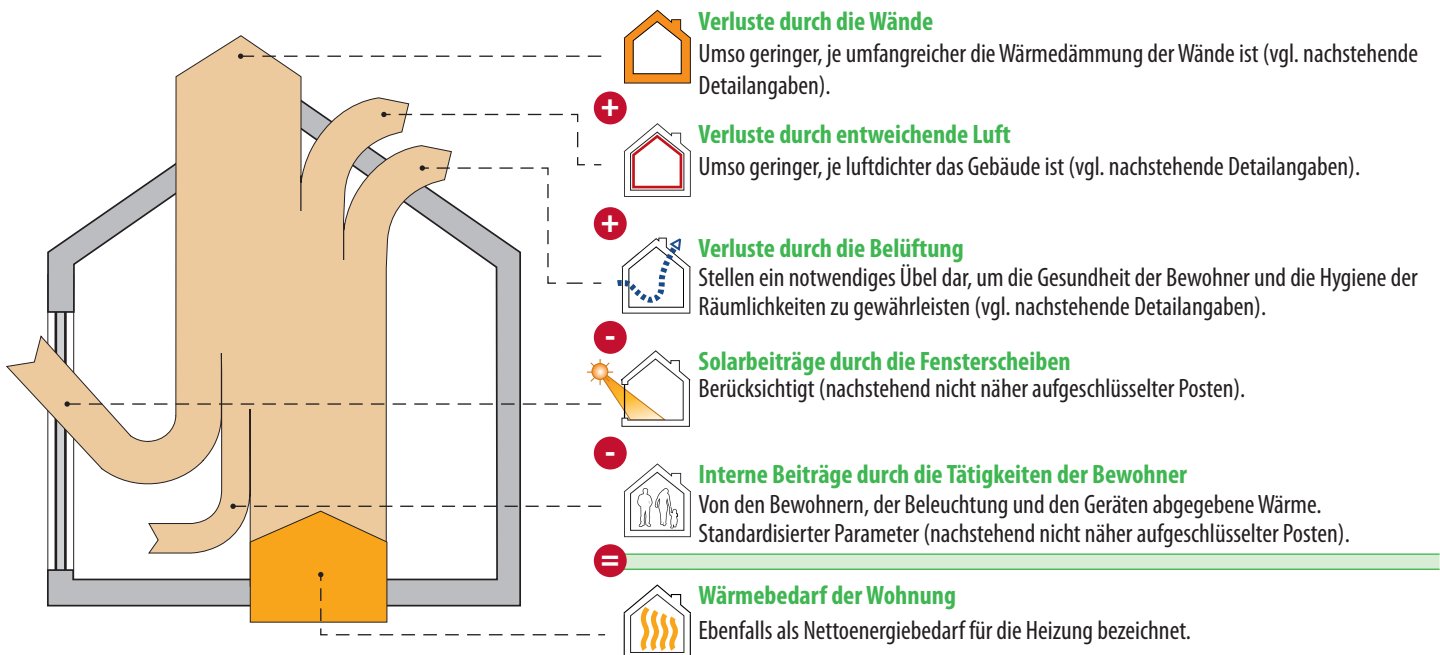 Verluste durch die Wände
Umso geringer, je umfangreicher die Wärmedämmung der Wände ist (vgl. nachstehende
Detailangaben).
+
Verluste durch entweichende Luft
Umso geringer, je luftdichter das Gebäude ist (vgl. nachstehende Detailangaben).
+
Verluste durch die Belüftung
Stellen ein notwendiges Übel dar, um die Gesundheit der Bewohner und die Hygiene der
Räumlichkeiten zu gewährleisten (vgl. nachstehende Detailangaben).
-
Solarbeiträge durch die Fensterscheiben
Berücksichtigt (nachstehend nicht näher aufgeschlüsselter Posten).
-
Interne Beiträge durch die Tätigkeiten der Bewohner
Von den Bewohnern, der Beleuchtung und den Geräten abgegebene Wärme.
Standardisierter Parameter (nachstehend nicht näher aufgeschlüsselter Posten).
=
Wärmebedarf der Wohnung
Ebenfalls als Nettoenergiebedarf für die Heizung bezeichnet.